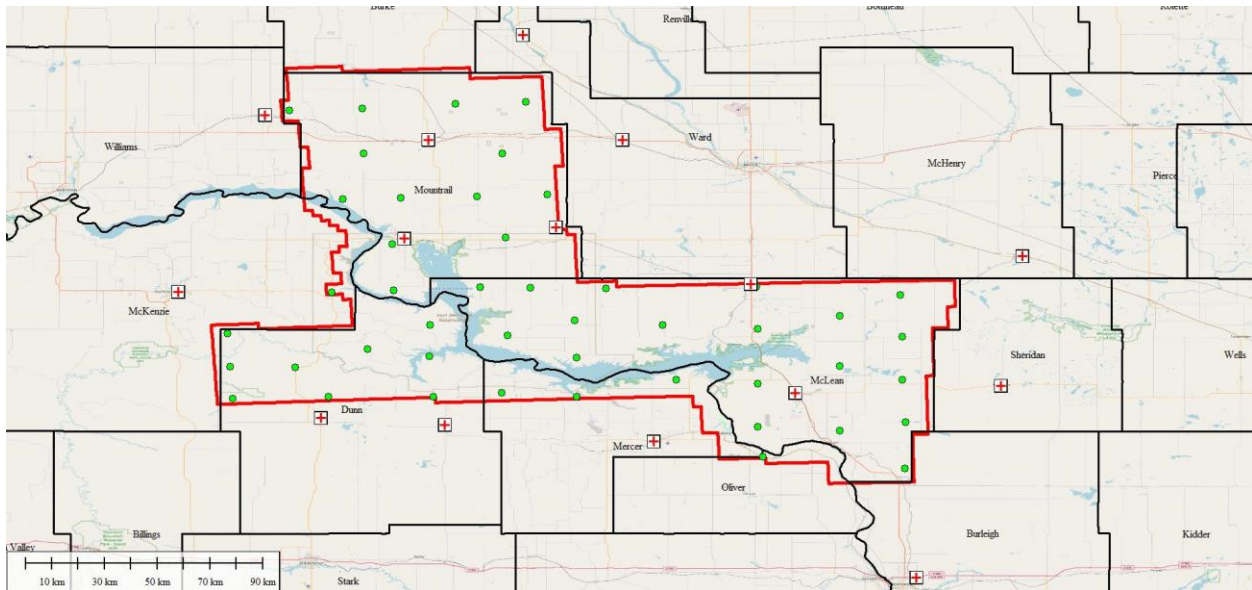 Burke
Renville
Bottineau
Rolette
Ward
Williams
McHenry
Pierce
Mountrail
McKenzie
Sheridan
Wells
McLean
Dunn
Mercer
Oliver
Billings
Burleigh
Kidder
Valley
10 km 30 km 50 km 70 km 90 km
Stark